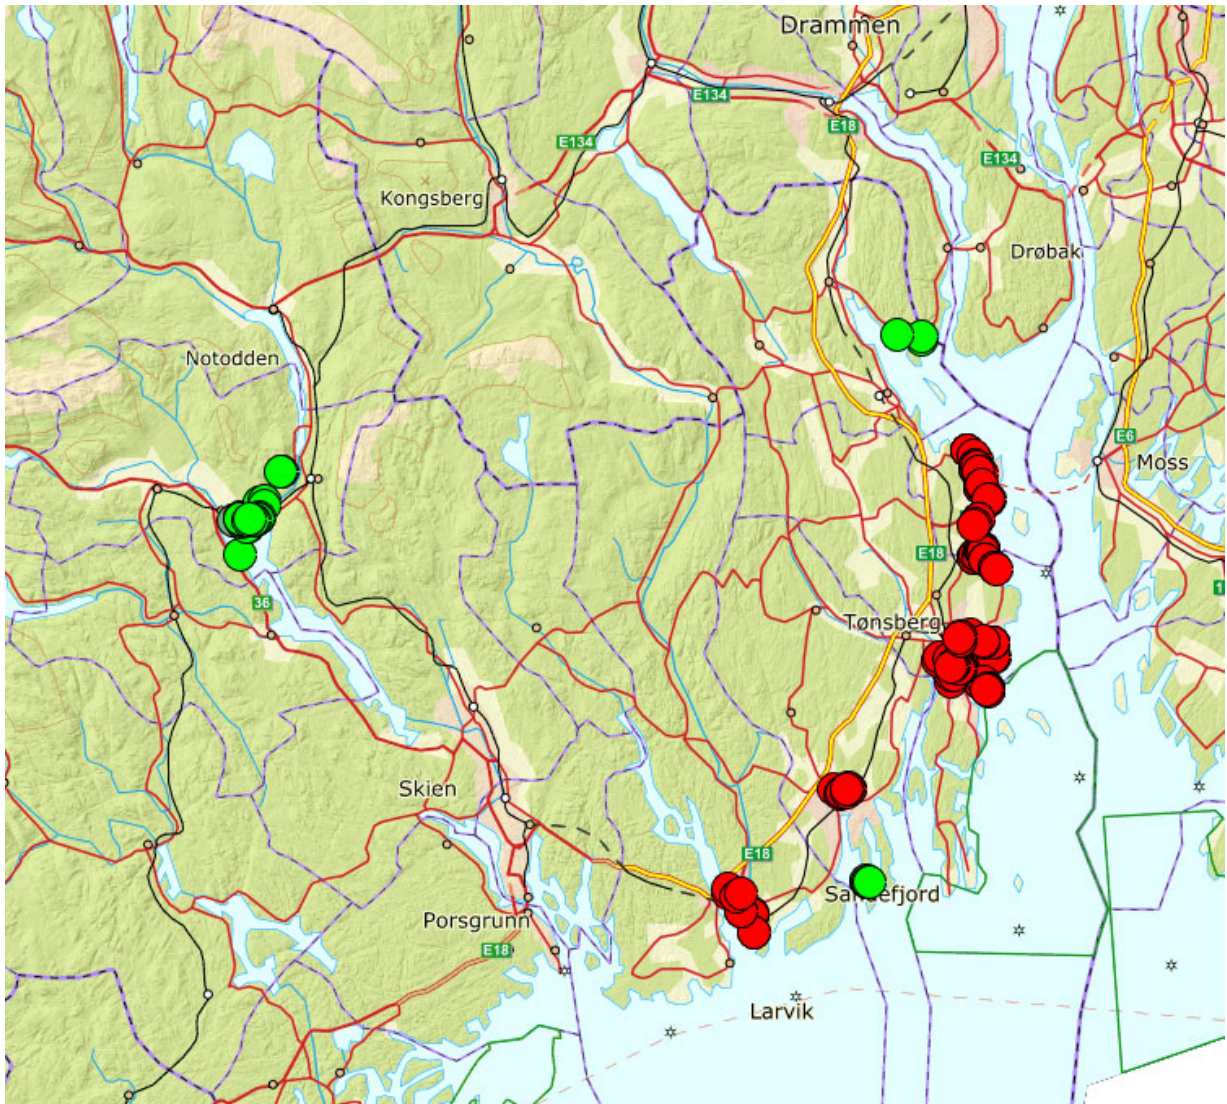 Drammen
E134
E18
E134
E134
Kongsberg
Drøbak
Notodden
E6
Moss
E18
36
Tønsberg
Skien
E18
Sandefjord
Porsgrunn
E18
Larvik